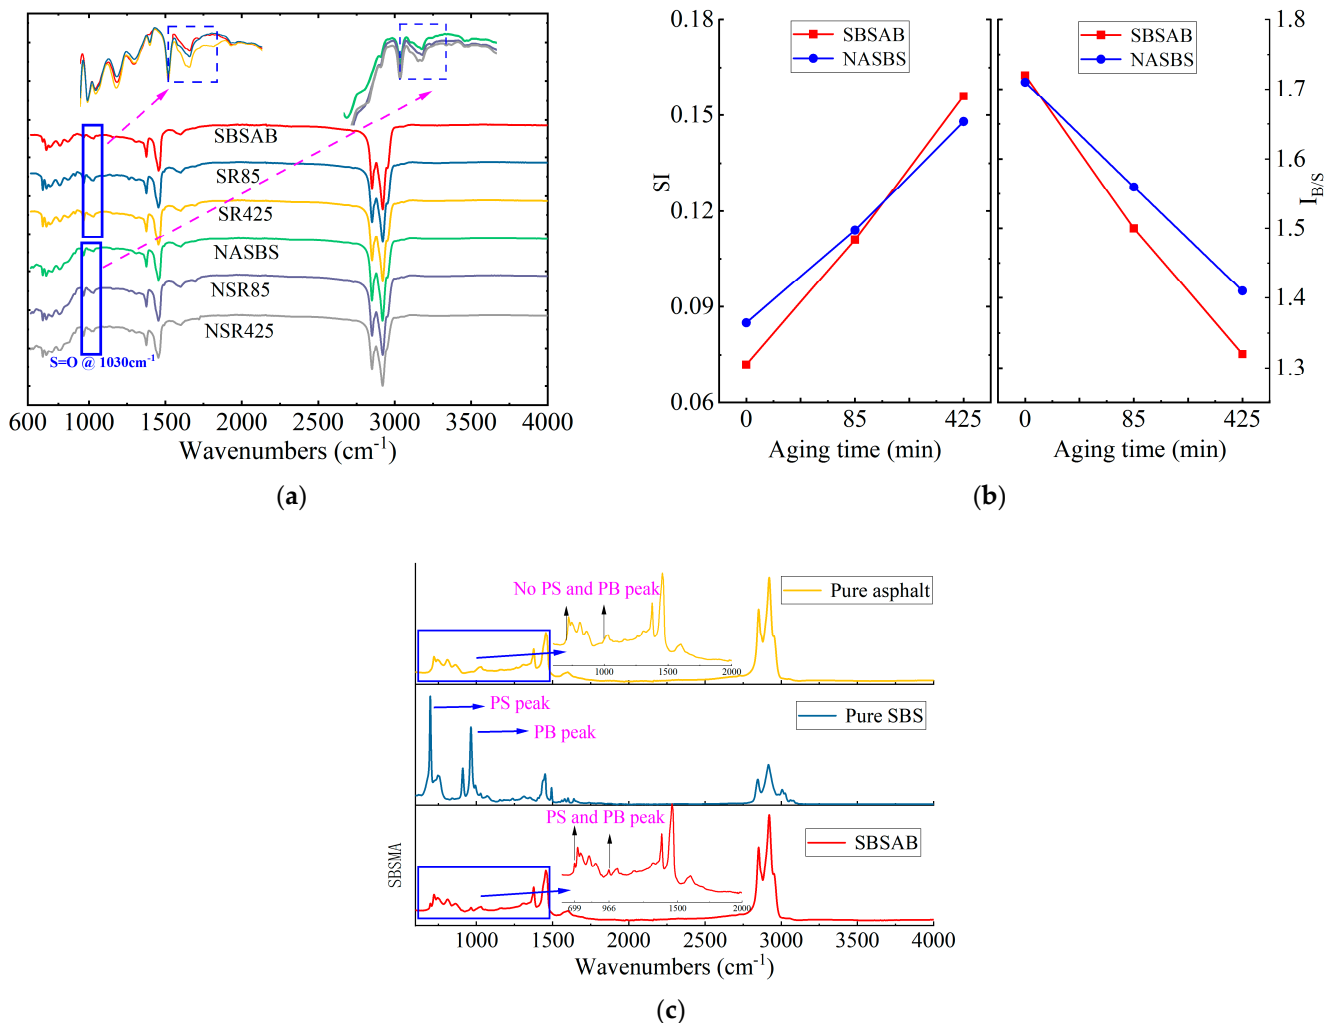 SBSAB
SR85
SR425
NASBS
NSR85
NSR425
S=O @ 1030cm-1
600 1000 1500 2000 2500 3000 3500 4000
Wavenumbers (cm-1)
(a)
0.18
0.15
0.12
0.09
0.06
SI
SBSAB
NASBS
0 85 425
Aging time (min)
SBSAB
NASBS
0 85 425
Aging time (min)
1.8
1.7
1.6
1.5
1.4
1.3
IB/S
(b)
No PS and PB peak
Pure asphalt
1000 1500 2000
PS peak
PB peak
Pure SBS
PS and PB peak
SBSAB
699 966 1500 2000
SBSMA
1000 1500 2000 2500 3000 3500 4000
Wavenumbers (cm-1)
(c)